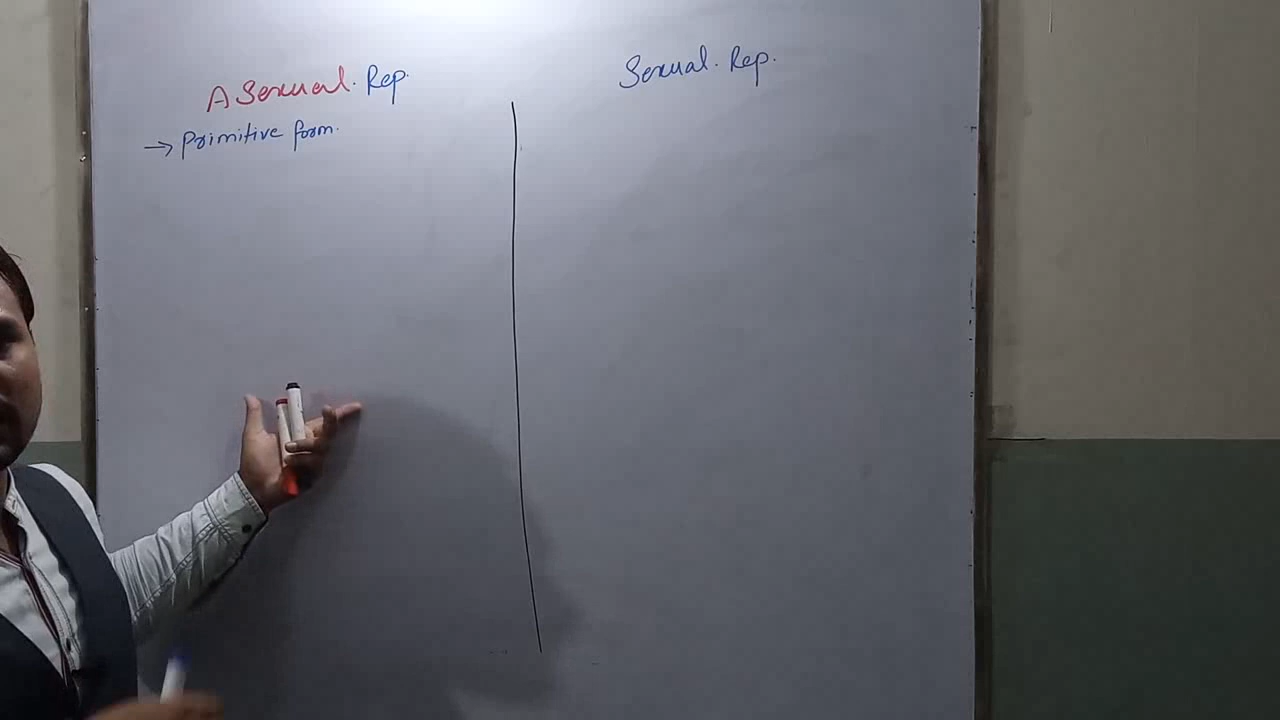 A Sexual. Rep.
→ Primitive form.
Sexual. Rep.